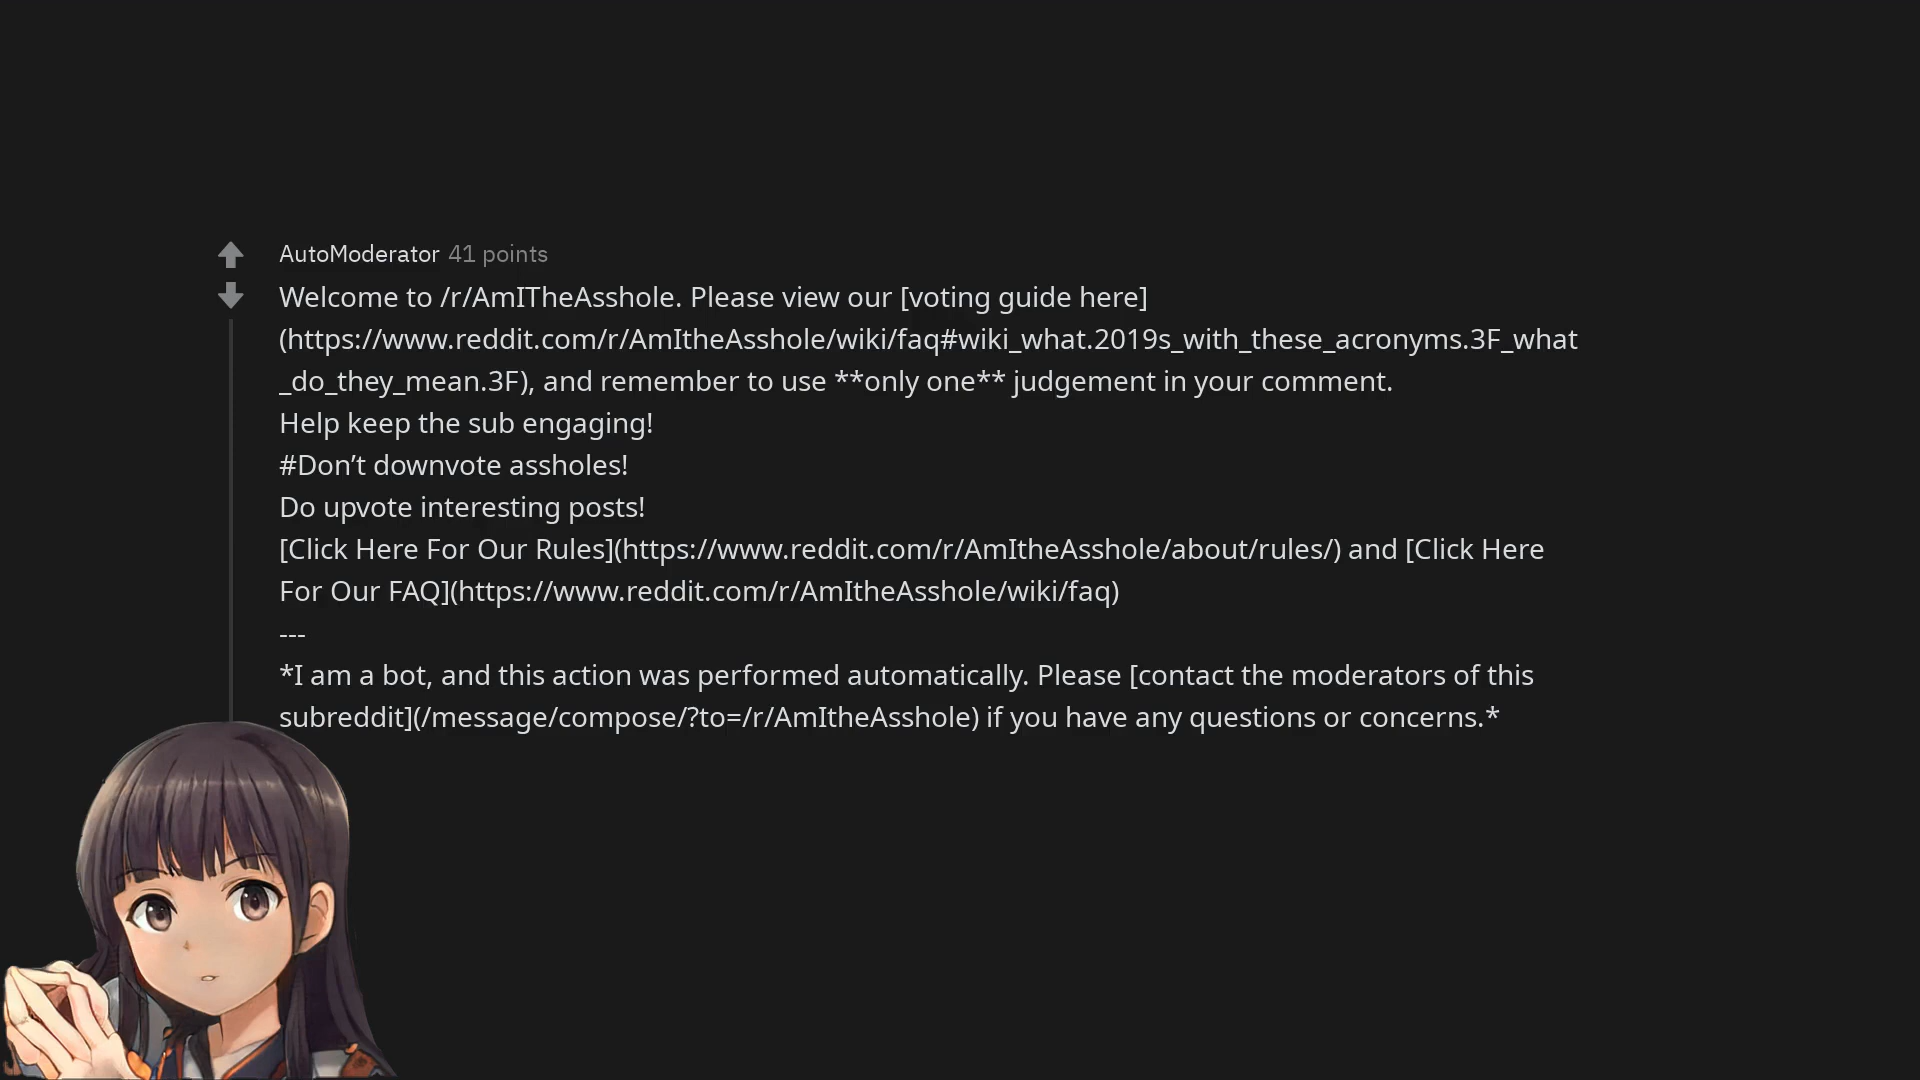 AutoModerator 41 points
Welcome to /r/AmITheAsshole. Please view our [voting guide here]
(https://www.reddit.com/r/AmItheAsshole/wiki/faq#wiki_what.2019s_with_these_acronyms.3F_what
_do_they_mean.3F), and remember to use **only one** judgement in your comment.
Help keep the sub engaging!
#Don’t downvote assholes!
Do upvote interesting posts!
[Click Here For Our Rules](https://www.reddit.com/r/AmItheAsshole/about/rules/) and [Click Here
For Our FAQ](https://www.reddit.com/r/AmItheAsshole/wiki/faq)
---
*I am a bot, and this action was performed automatically. Please [contact the moderators of this
subreddit](/message/compose/?to=/r/AmItheAsshole) if you have any questions or concerns.*